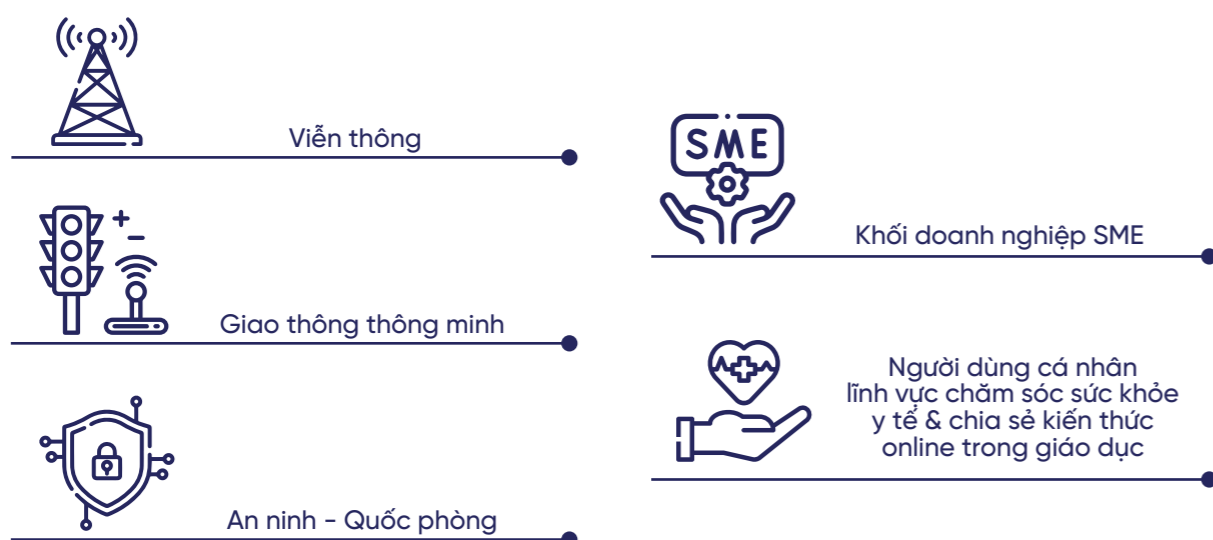 Viễn thông
Giao thông thông minh
An ninh - Quốc phòng
SME
Khối doanh nghiệp SME
Người dùng cá nhân
lĩnh vực chăm sóc sức khỏe
y tế & chia sẻ kiến thức
online trong giáo dục